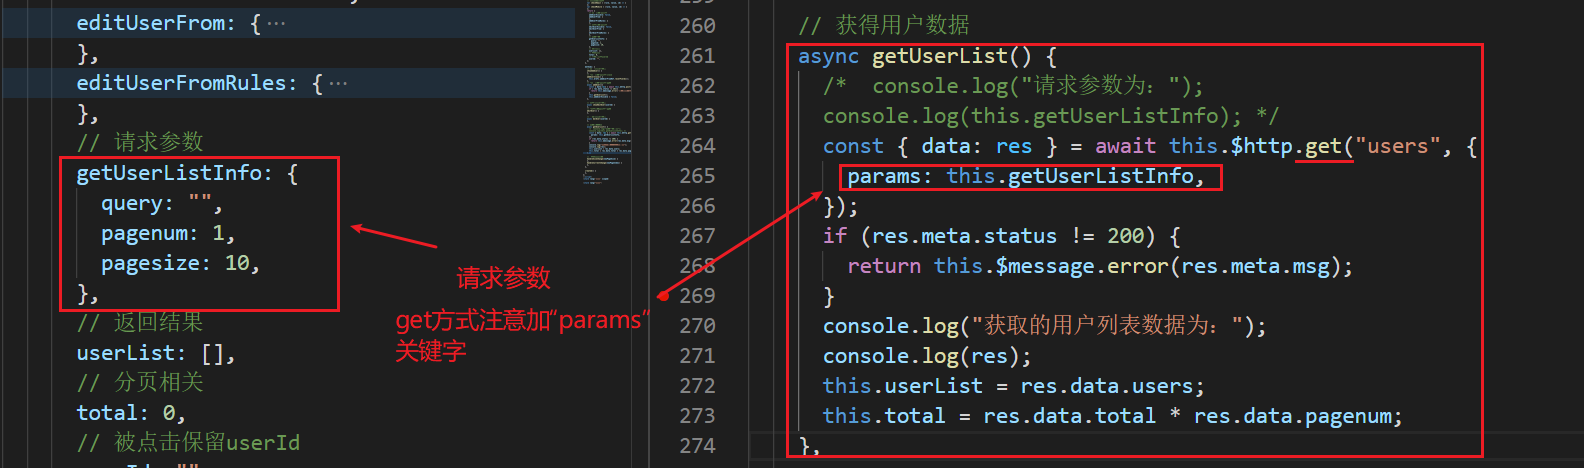 editUserFrom: {···
},
editUserFromRules: {···
},
// 请求参数
getUserListInfo: {
query: "",
pagenum: 1,
pagesize: 10,
},
// 返回结果
userList: [],
// 分页相关
total: 0,
// 被点击保留userId
请求参数
get方式注意加“params”
关键字
260 // 获得用户数据
261 async getUserList() {
262 /*  console.log("请求参数为: ");
263 console.log(this.getUserListInfo); */
264 const { data: res } = await this.$http.get("users", {
265 params: this.getUserListInfo,
266 });
267 if (res.meta.status != 200) {
268 return this.$message.error(res.meta.msg);
269 }
270 console.log("获取的用户列表数据为: ");
271 console.log(res);
272 this.userList = res.data.users;
273 this.total = res.data.total * res.data.pagenum;
274 },